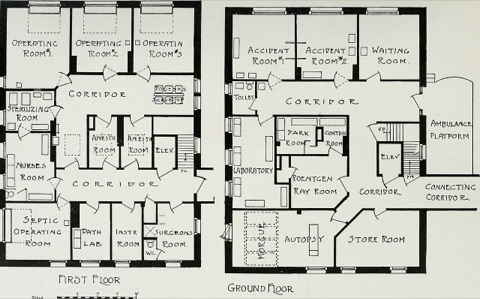 OPERATING
ROOM #1.
OPERATING
ROOM #2
OPERATIN
ROOM #3
CORRIDOR
STERILIZING
ROOM
ANESTH
ROOM
ANESTH
ROOM
ELEV.
NURSES
ROOM
CORRIDOR
SEPTIC
OPERATING
ROOM
PATH
LAB
INSTR
ROOM
SURGEONS
ROOM
W.C.
FIRST FLOOR
ACCIDENT
ROOM #1
ACCIDENT
ROOM #2.
WAITING
ROOM.
TOILET
CORRIDOR
AMBULANCE
PLATFORM
DARK
ROOM
CONTROL
ROOM
UP
ELEV
LABORATORY
ROENTGEN
RAY ROOM
CORRIDOR
CONNECTING
CORRIDOR.
MORGUE
AUTOPSY
STORE ROOM
GROUND FLOOR